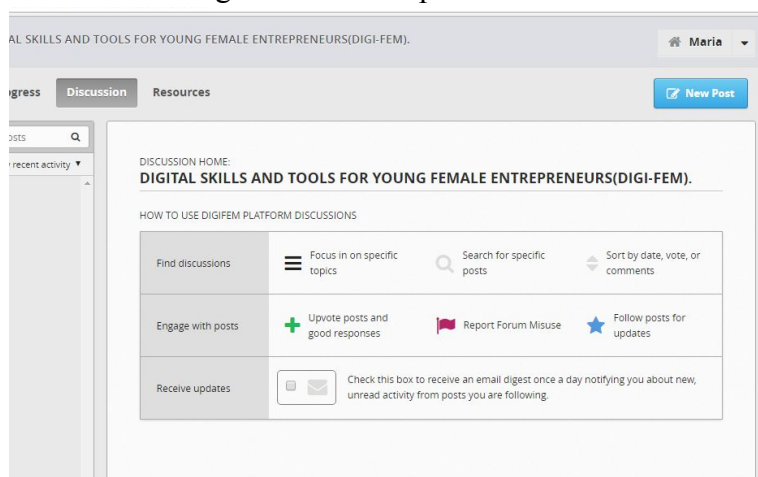 AL SKILLS AND TOOLS FOR YOUNG FEMALE ENTREPRENEURS(DIGI-FEM).
Maria
ogress Discussion Resources
New Post
osts
recent activity
DISCUSSION HOME:
DIGITAL SKILLS AND TOOLS FOR YOUNG FEMALE ENTREPRENEURS(DIGI-FEM).
HOW TO USE DIGIFEM PLATFORM DISCUSSIONS
Find discussions
Focus in on specific
topics
Search for specific
posts
Sort by date, vote, or
comments
Engage with posts
Upvote posts and
good responses
Report Forum Misuse
Follow posts for
updates
Receive updates
Check this box to receive an email digest once a day notifying you about new,
unread activity from posts you are following.